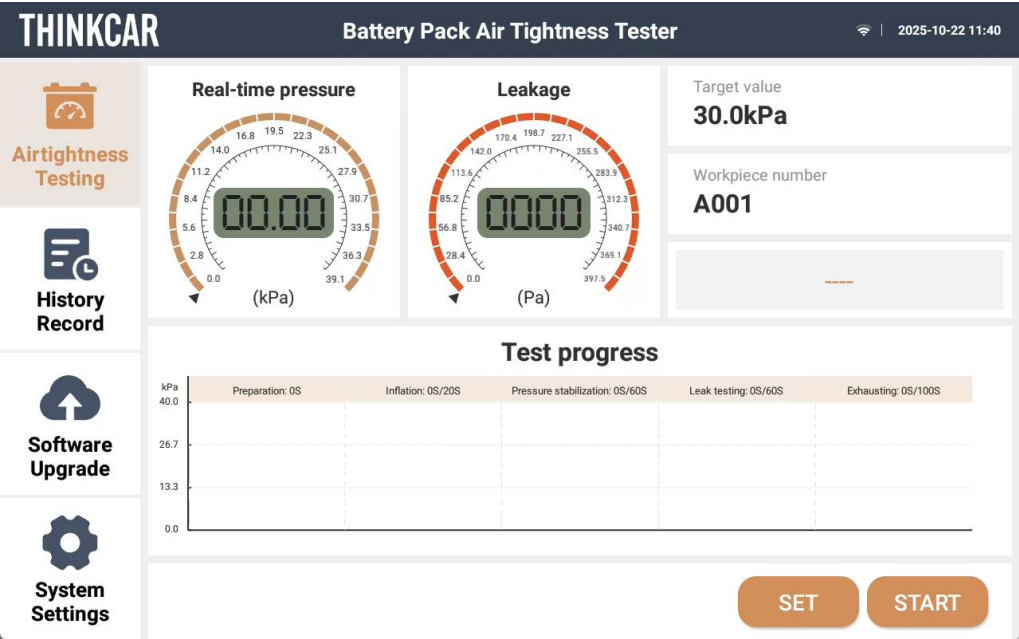 THINKCAR
Battery Pack Air Tightness Tester
2025-10-22 11:40
Airtightness
Testing
History
Record
Software
Upgrade
System
Settings
Real-time pressure
0.0
2.8
5.6
8.4
11.2
14.0
16.8
19.5
22.3
25.1
27.9
30.7
33.5
36.3
39.1
00.00
(kPa)
Leakage
0.0
28.4
56.8
85.2
113.6
142.0
170.4
198.7
227.1
255.5
283.9
312.3
340.7
369.1
397.5
0000
(Pa)
Target value
30.0kPa
Workpiece number
A001
----
Test progress
kPa
40.0
26.7
13.3
0.0
Preparation: 0S
Inflation: 0S/20S
Pressure stabilization: 0S/60S
Leak testing: 0S/60S
Exhausting: 0S/100S
SET
START